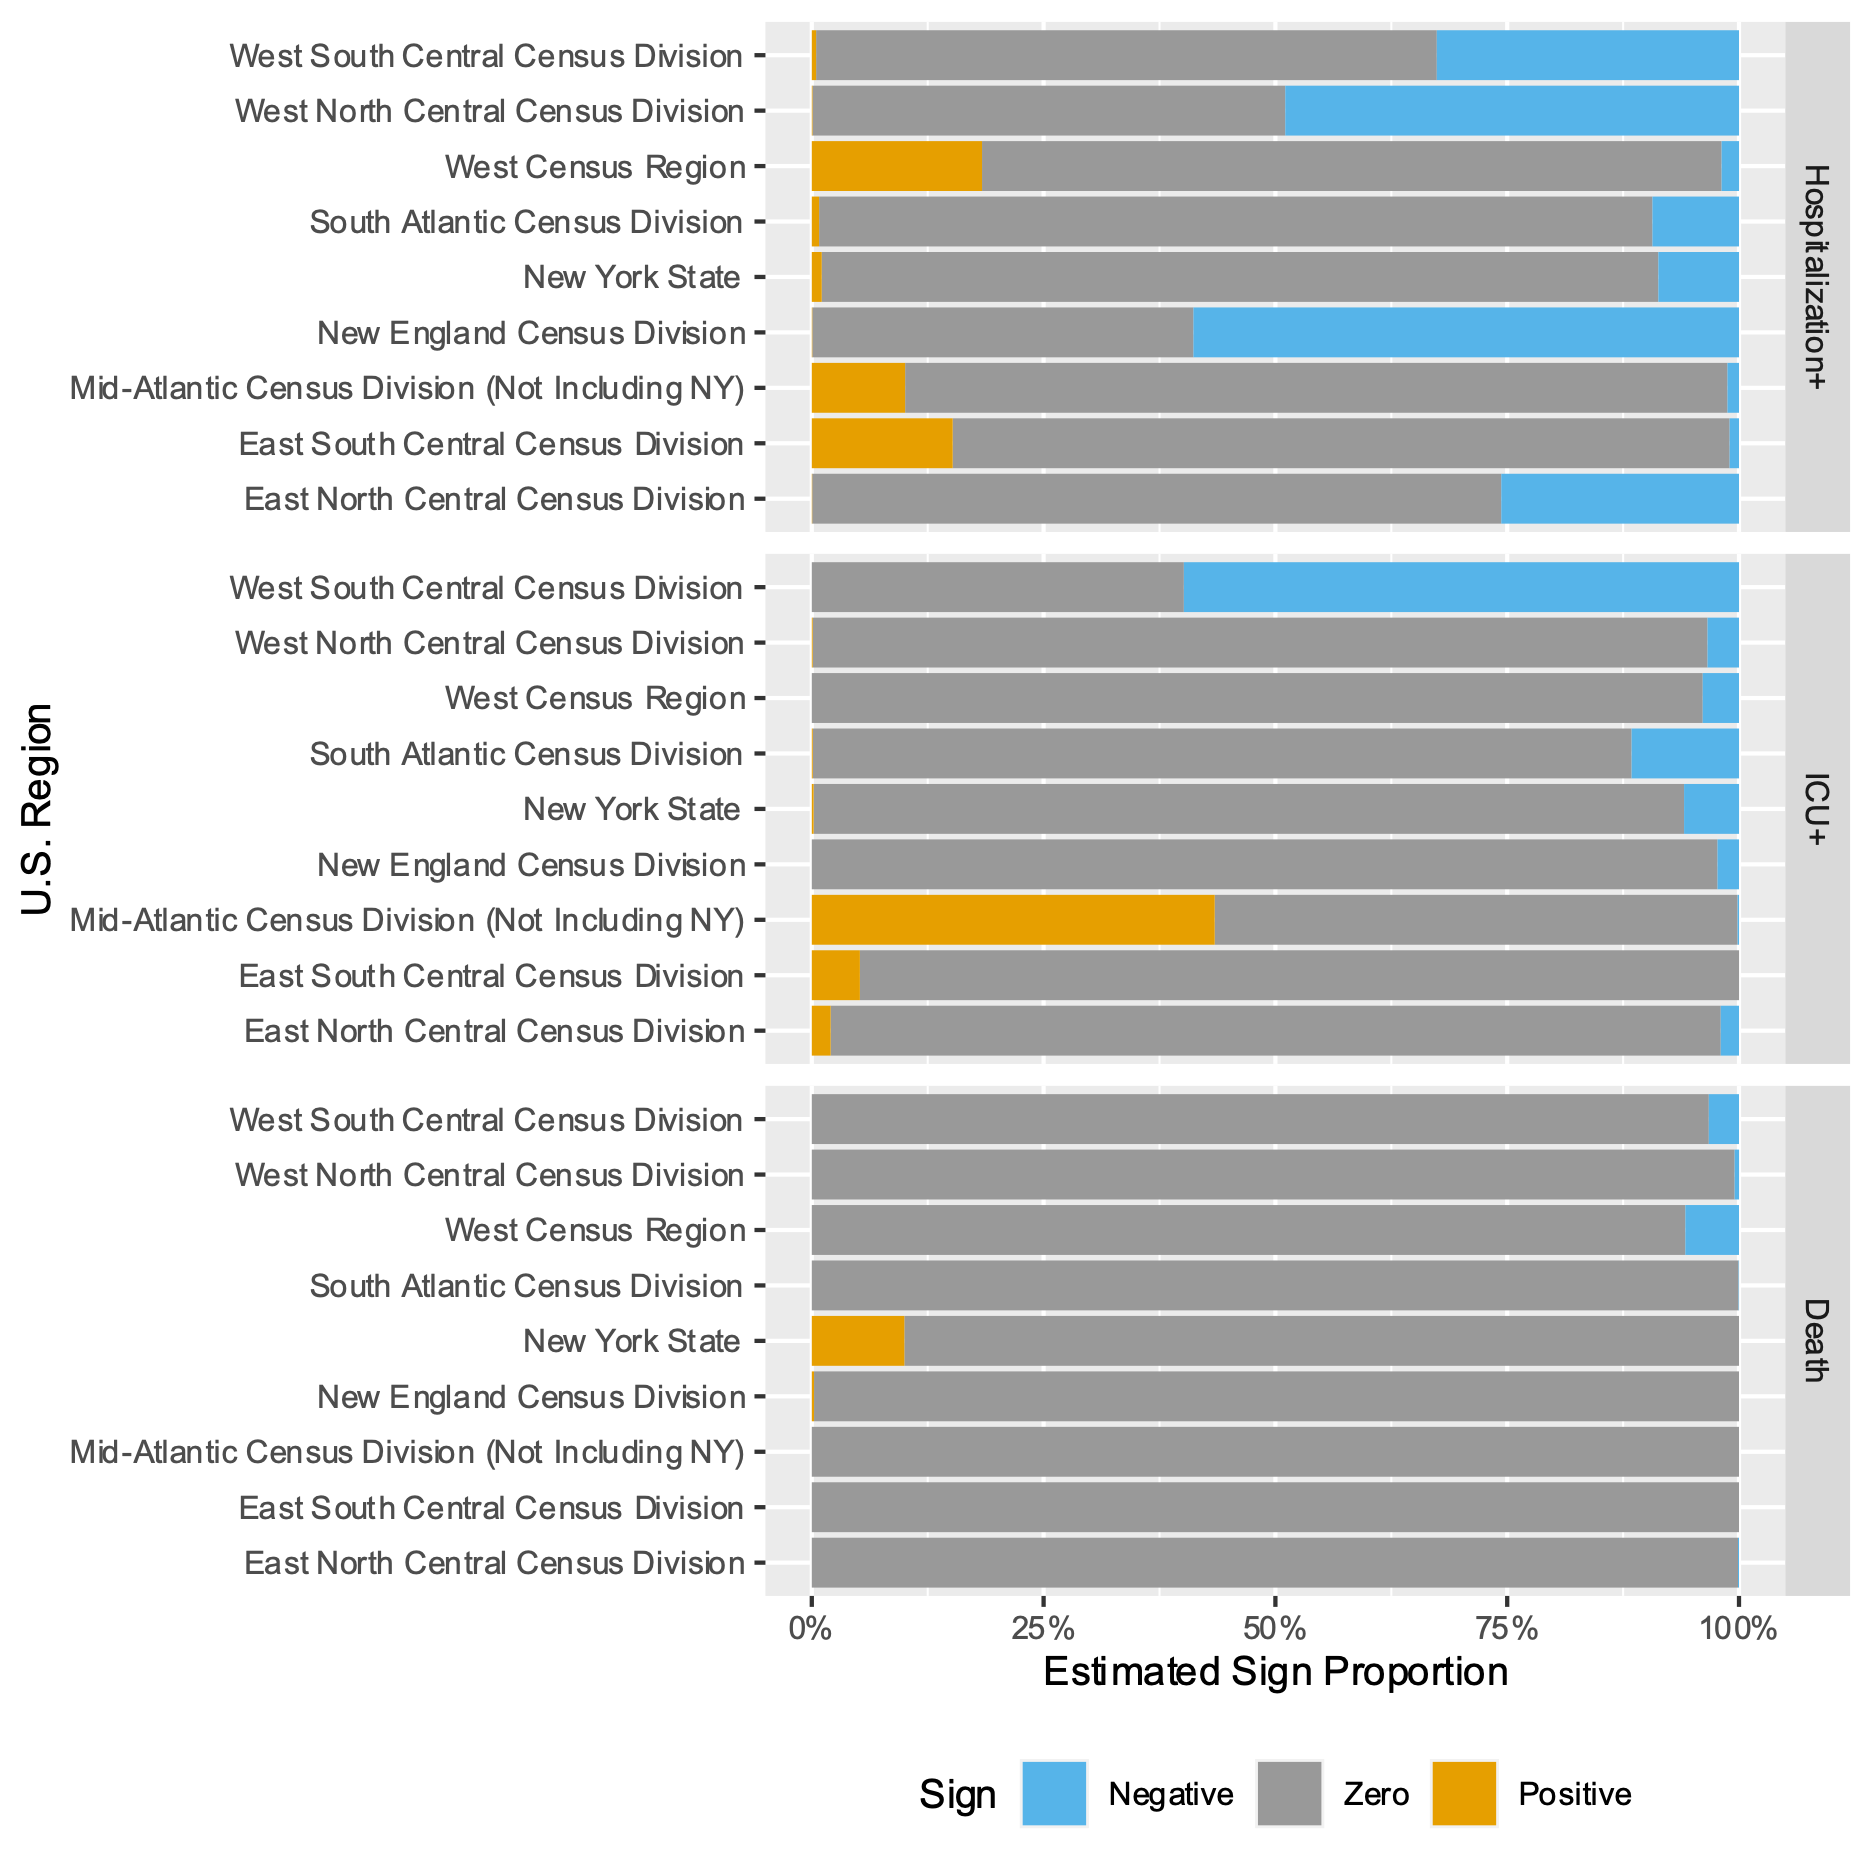 West South Central Census Division
West North Central Census Division
West Census Region
South Atlantic Census Division
New York State
New England Census Division
Mid-Atlantic Census Division (Not Including NY)
East South Central Census Division
East North Central Census Division
Hospitalization+
West South Central Census Division
West North Central Census Division
West Census Region
South Atlantic Census Division
New York State
New England Census Division
Mid-Atlantic Census Division (Not Including NY)
East South Central Census Division
East North Central Census Division
ICU+
U.S. Region
West South Central Census Division
West North Central Census Division
West Census Region
South Atlantic Census Division
New York State
New England Census Division
Mid-Atlantic Census Division (Not Including NY)
East South Central Census Division
East North Central Census Division
Death
0% 25% 50% 75% 100%
Estimated Sign Proportion
Sign Negative Zero Positive